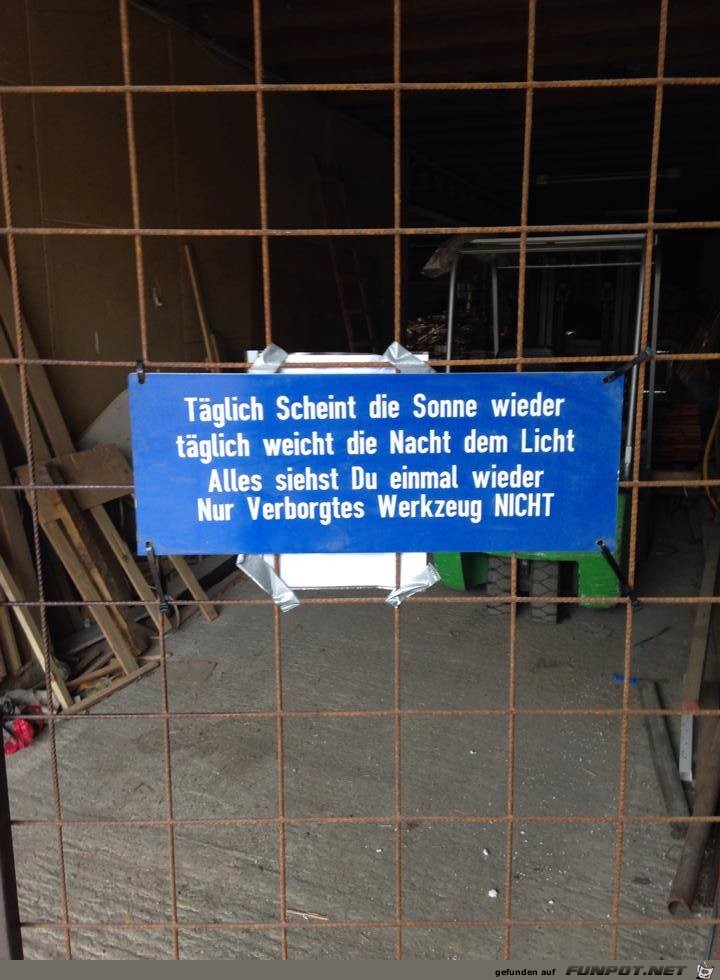 Täglich Scheint die Sonne wieder
täglich weicht die Nacht dem Licht
Alles siehst Du einmal wieder
Nur Verborgtes Werkzeug NICHT
gefunden auf FUNPOT.NET